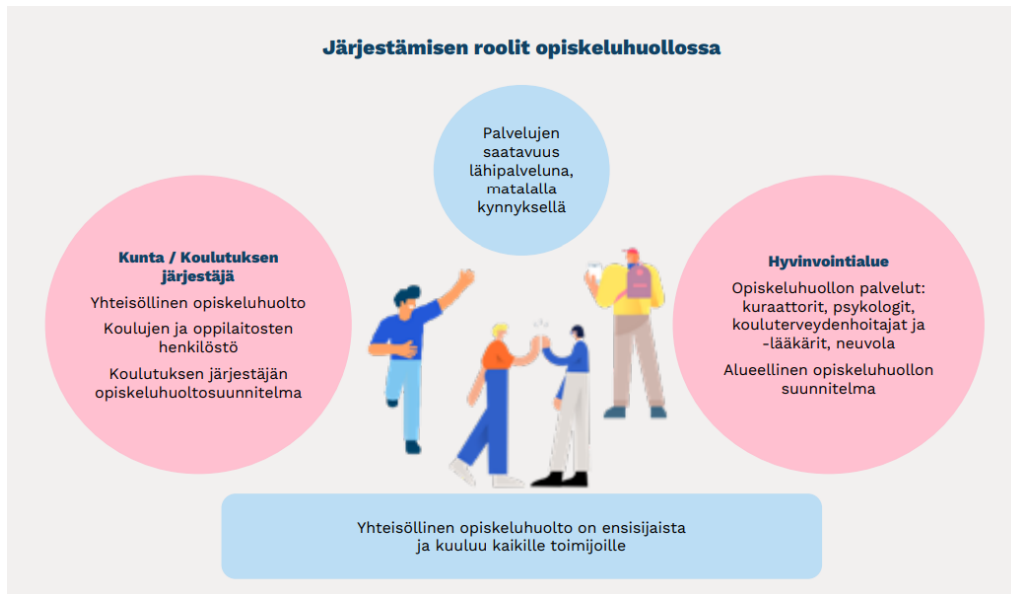 Järjestämisen roolit opiskeluhuollossa
Palvelujen
saatavuus
lähipalveluna,
matalalla
kynnyksellä
Kunta / Koulutuksen
järjestäjä
Yhteisöllinen opiskeluhuolto
Koulujen ja oppilaitosten
henkilöstö
Koulutuksen järjestäjän
opiskeluhuoltosuunnitelma
Hyvinvointialue
Opiskeluhuollon palvelut:
kuraattorit, psykologit,
kouluterveydenhoitajat ja
-lääkärit, neuvola
Alueellinen opiskeluhuollon
suunnitelma
Yhteisöllinen opiskeluhuolto on ensisijaista
ja kuuluu kaikille toimijoille